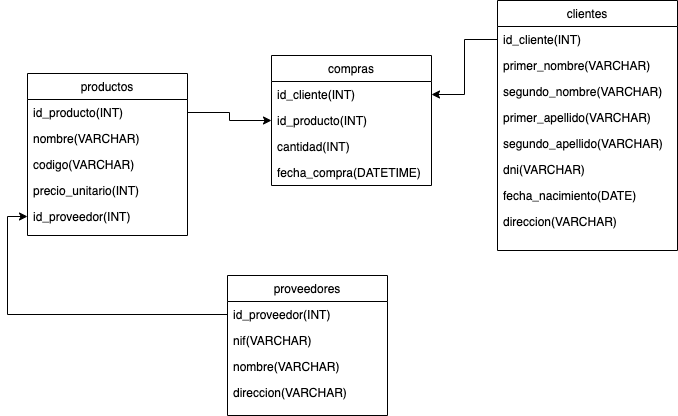 clientes
id_cliente(INT)
primer_nombre(VARCHAR)
segundo_nombre(VARCHAR)
primer_apellido(VARCHAR)
segundo_apellido(VARCHAR)
dni(VARCHAR)
fecha_nacimiento(DATE)
direccion(VARCHAR)
compras
id_cliente(INT)
id_producto(INT)
cantidad(INT)
fecha_compra(DATETIME)
productos
id_producto(INT)
nombre(VARCHAR)
codigo(VARCHAR)
precio_unitario(INT)
id_proveedor(INT)
proveedores
id_proveedor(INT)
nif(VARCHAR)
nombre(VARCHAR)
direccion(VARCHAR)